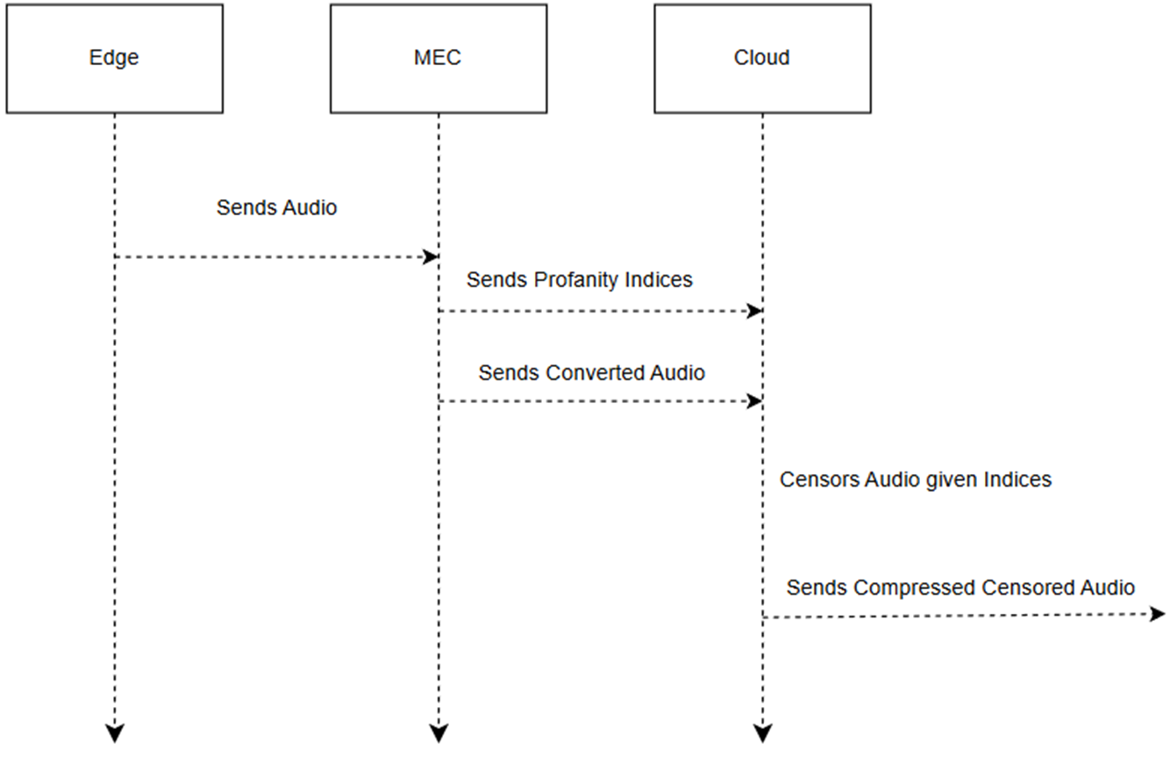 Edge
MEC
Cloud
Sends Audio
Sends Profanity Indices
Sends Converted Audio
Censors Audio given Indices
Sends Compressed Censored Audio